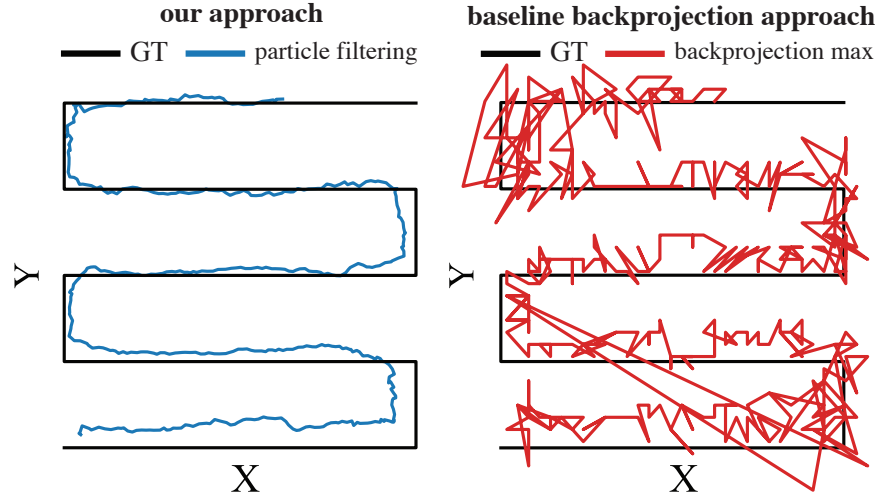 our approach
GT particle filtering
Y
X
baseline backprojection approach
GT backprojection max
Y
X